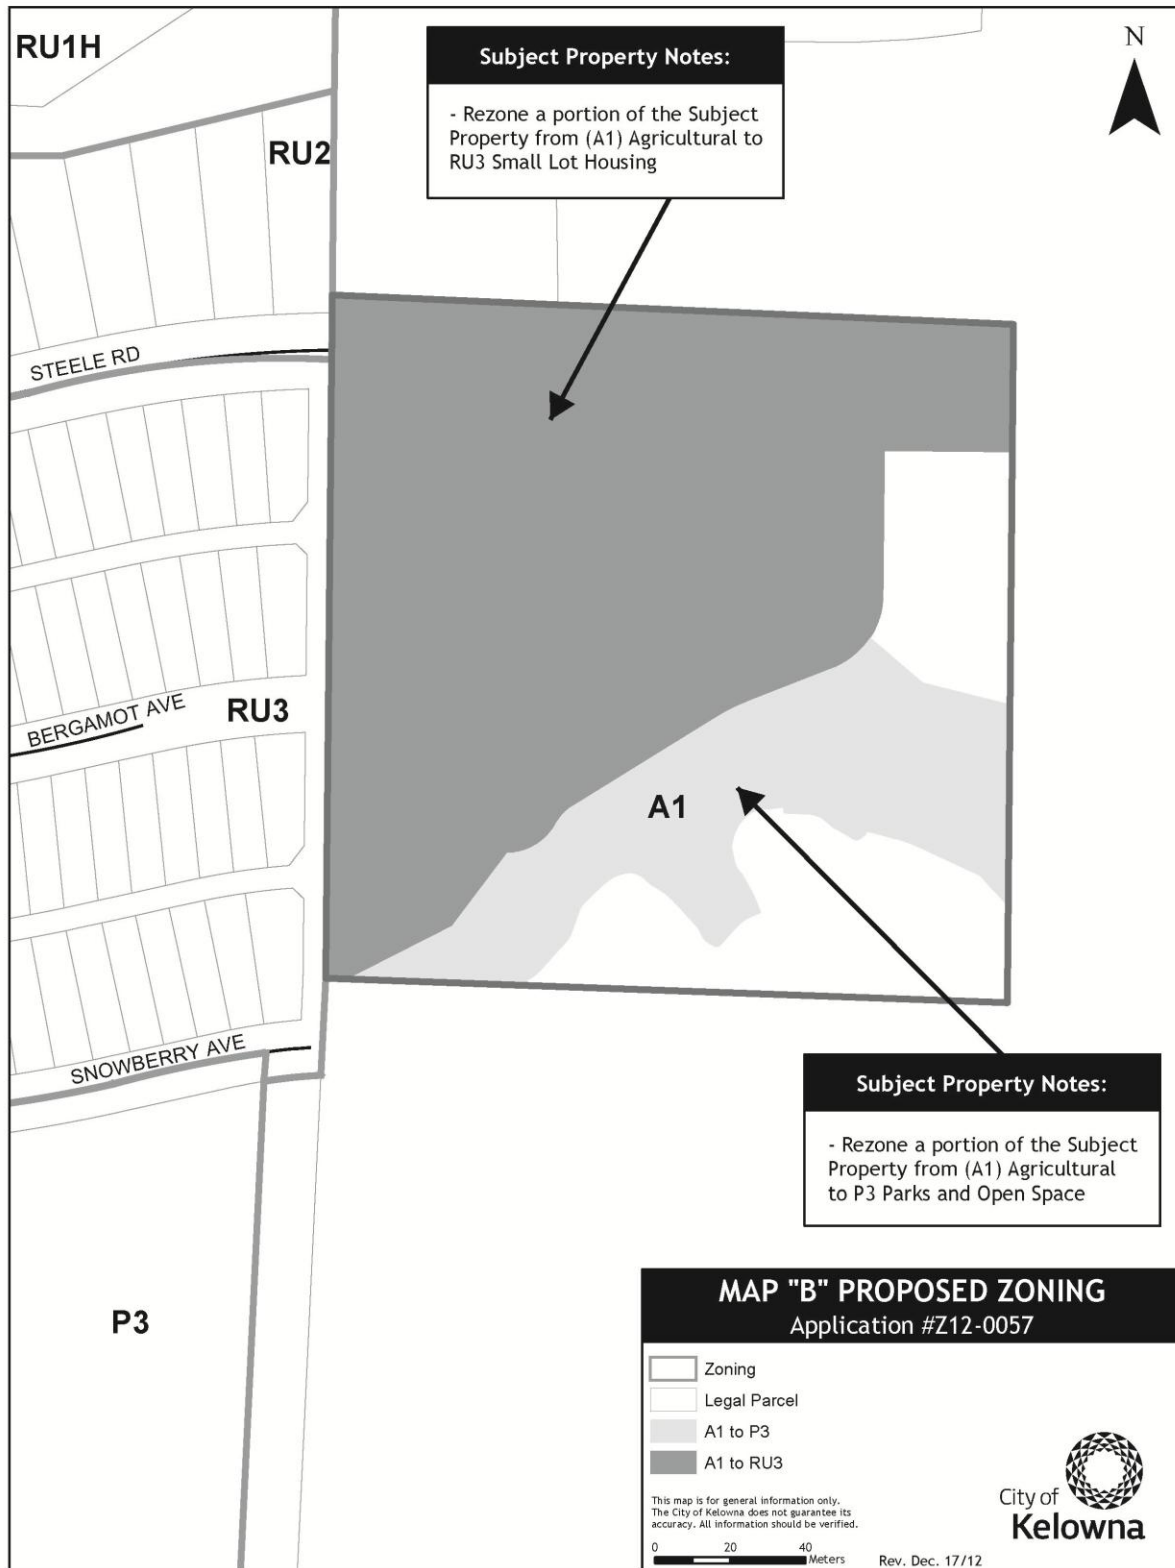 RU1H
N
Subject Property Notes:
- Rezone a portion of the Subject
Property from (A1) Agricultural to
RU3 Small Lot Housing
RU2
STEELE RD
BERGAMOT AVE
RU3
A1
SNOWBERRY AVE
Subject Property Notes:
- Rezone a portion of the Subject
Property from (A1) Agricultural
to P3 Parks and Open Space
P3
MAP "B" PROPOSED ZONING
Application #Z12-0057
Zoning
Legal Parcel
A1 to P3
A1 to RU3
This map is for general information only.
The City of Kelowna does not guarantee its
accuracy. All information should be verified.
0 20 40
Meters
Rev. Dec. 17/12
City of
Kelowna